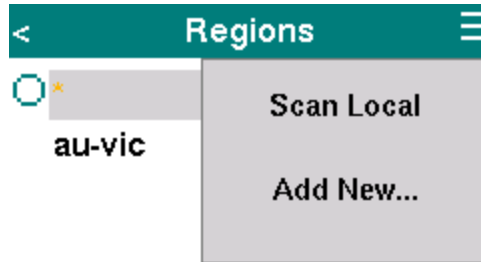 < Regions ☰
*
Scan Local
au-vic
Add New...